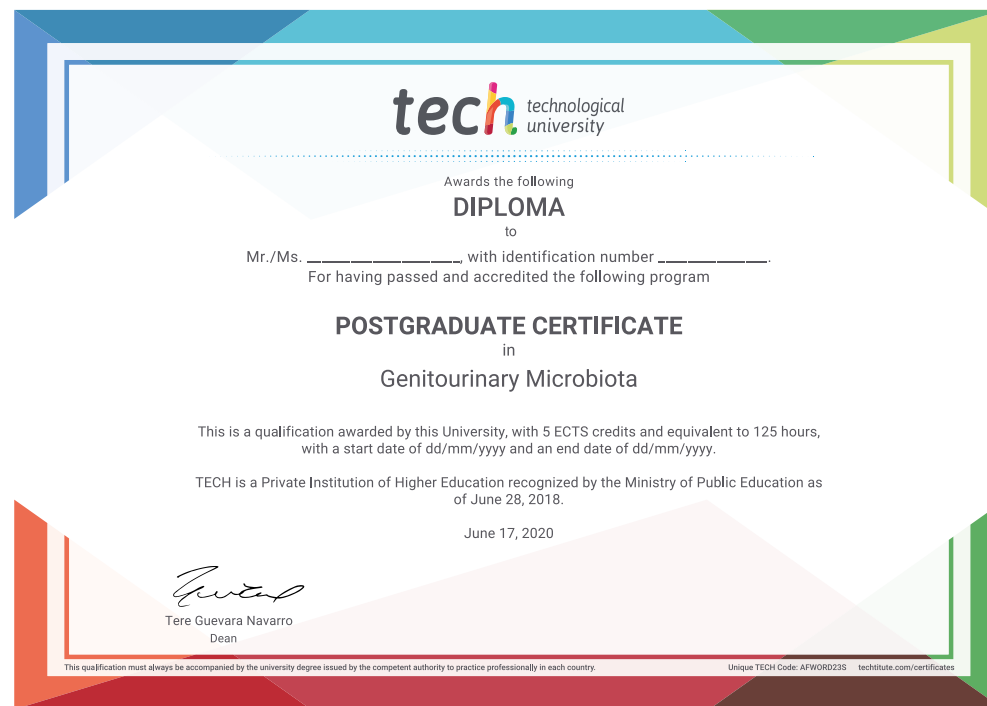 tech technological
university
Awards the following
DIPLOMA
to
Mr./Ms. _____________________, with identification number _______________.
For having passed and accredited the following program
POSTGRADUATE CERTIFICATE
in
Genitourinary Microbiota
This is a qualification awarded by this University, with 5 ECTS credits and equivalent to 125 hours,
with a start date of dd/mm/yyyy and an end date of dd/mm/yyyy.
TECH is a Private Institution of Higher Education recognized by the Ministry of Public Education as
of June 28, 2018.
June 17, 2020
Tere Guevara Navarro
Dean
This qualification must always be accompanied by the university degree issued by the competent authority to practice professionally in each country.
Unique TECH Code: AFWORD23S techtitute.com/certificates